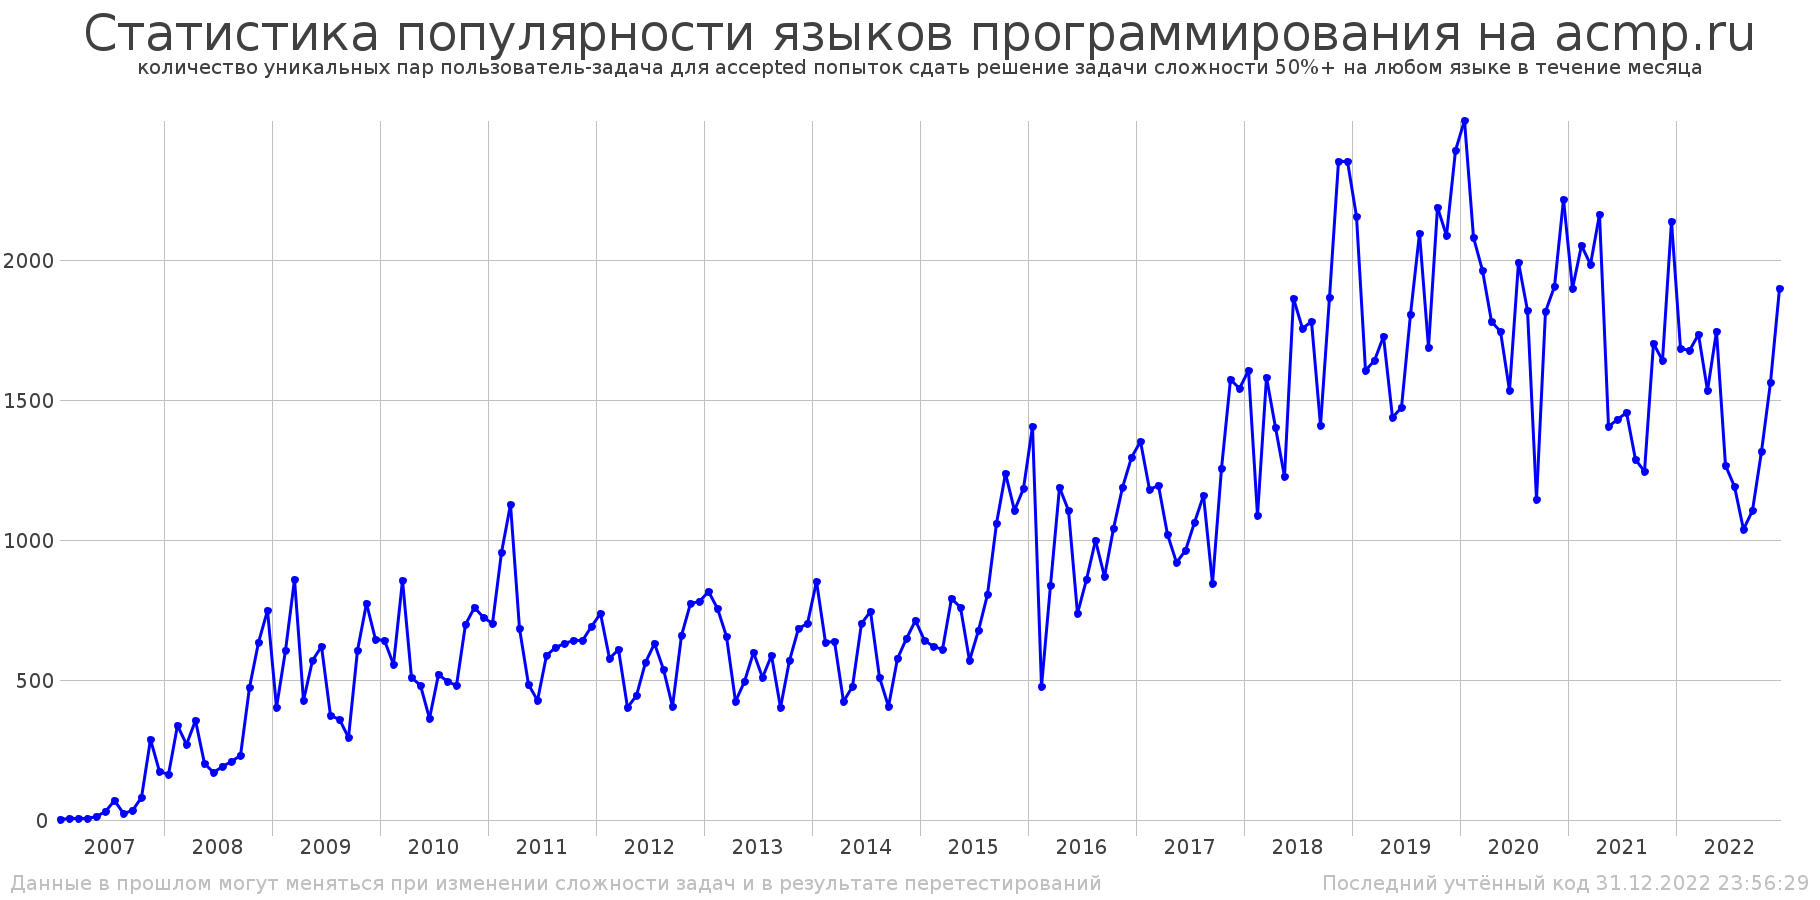 Статистика популярности языков программирования на acmp.ru
количество уникальных пар пользователь-задача для accepted попыток сдать решение задачи сложности 50%+ на любом языке в течение месяца
2000
1500
1000
500
0
2007 2008 2009 2010 2011 2012 2013 2014 2015 2016 2017 2018 2019 2020 2021 2022
Данные в прошлом могут меняться при изменении сложности задач и в результате перетестирований
Последний учтённый код 31.12.2022 23:56:29